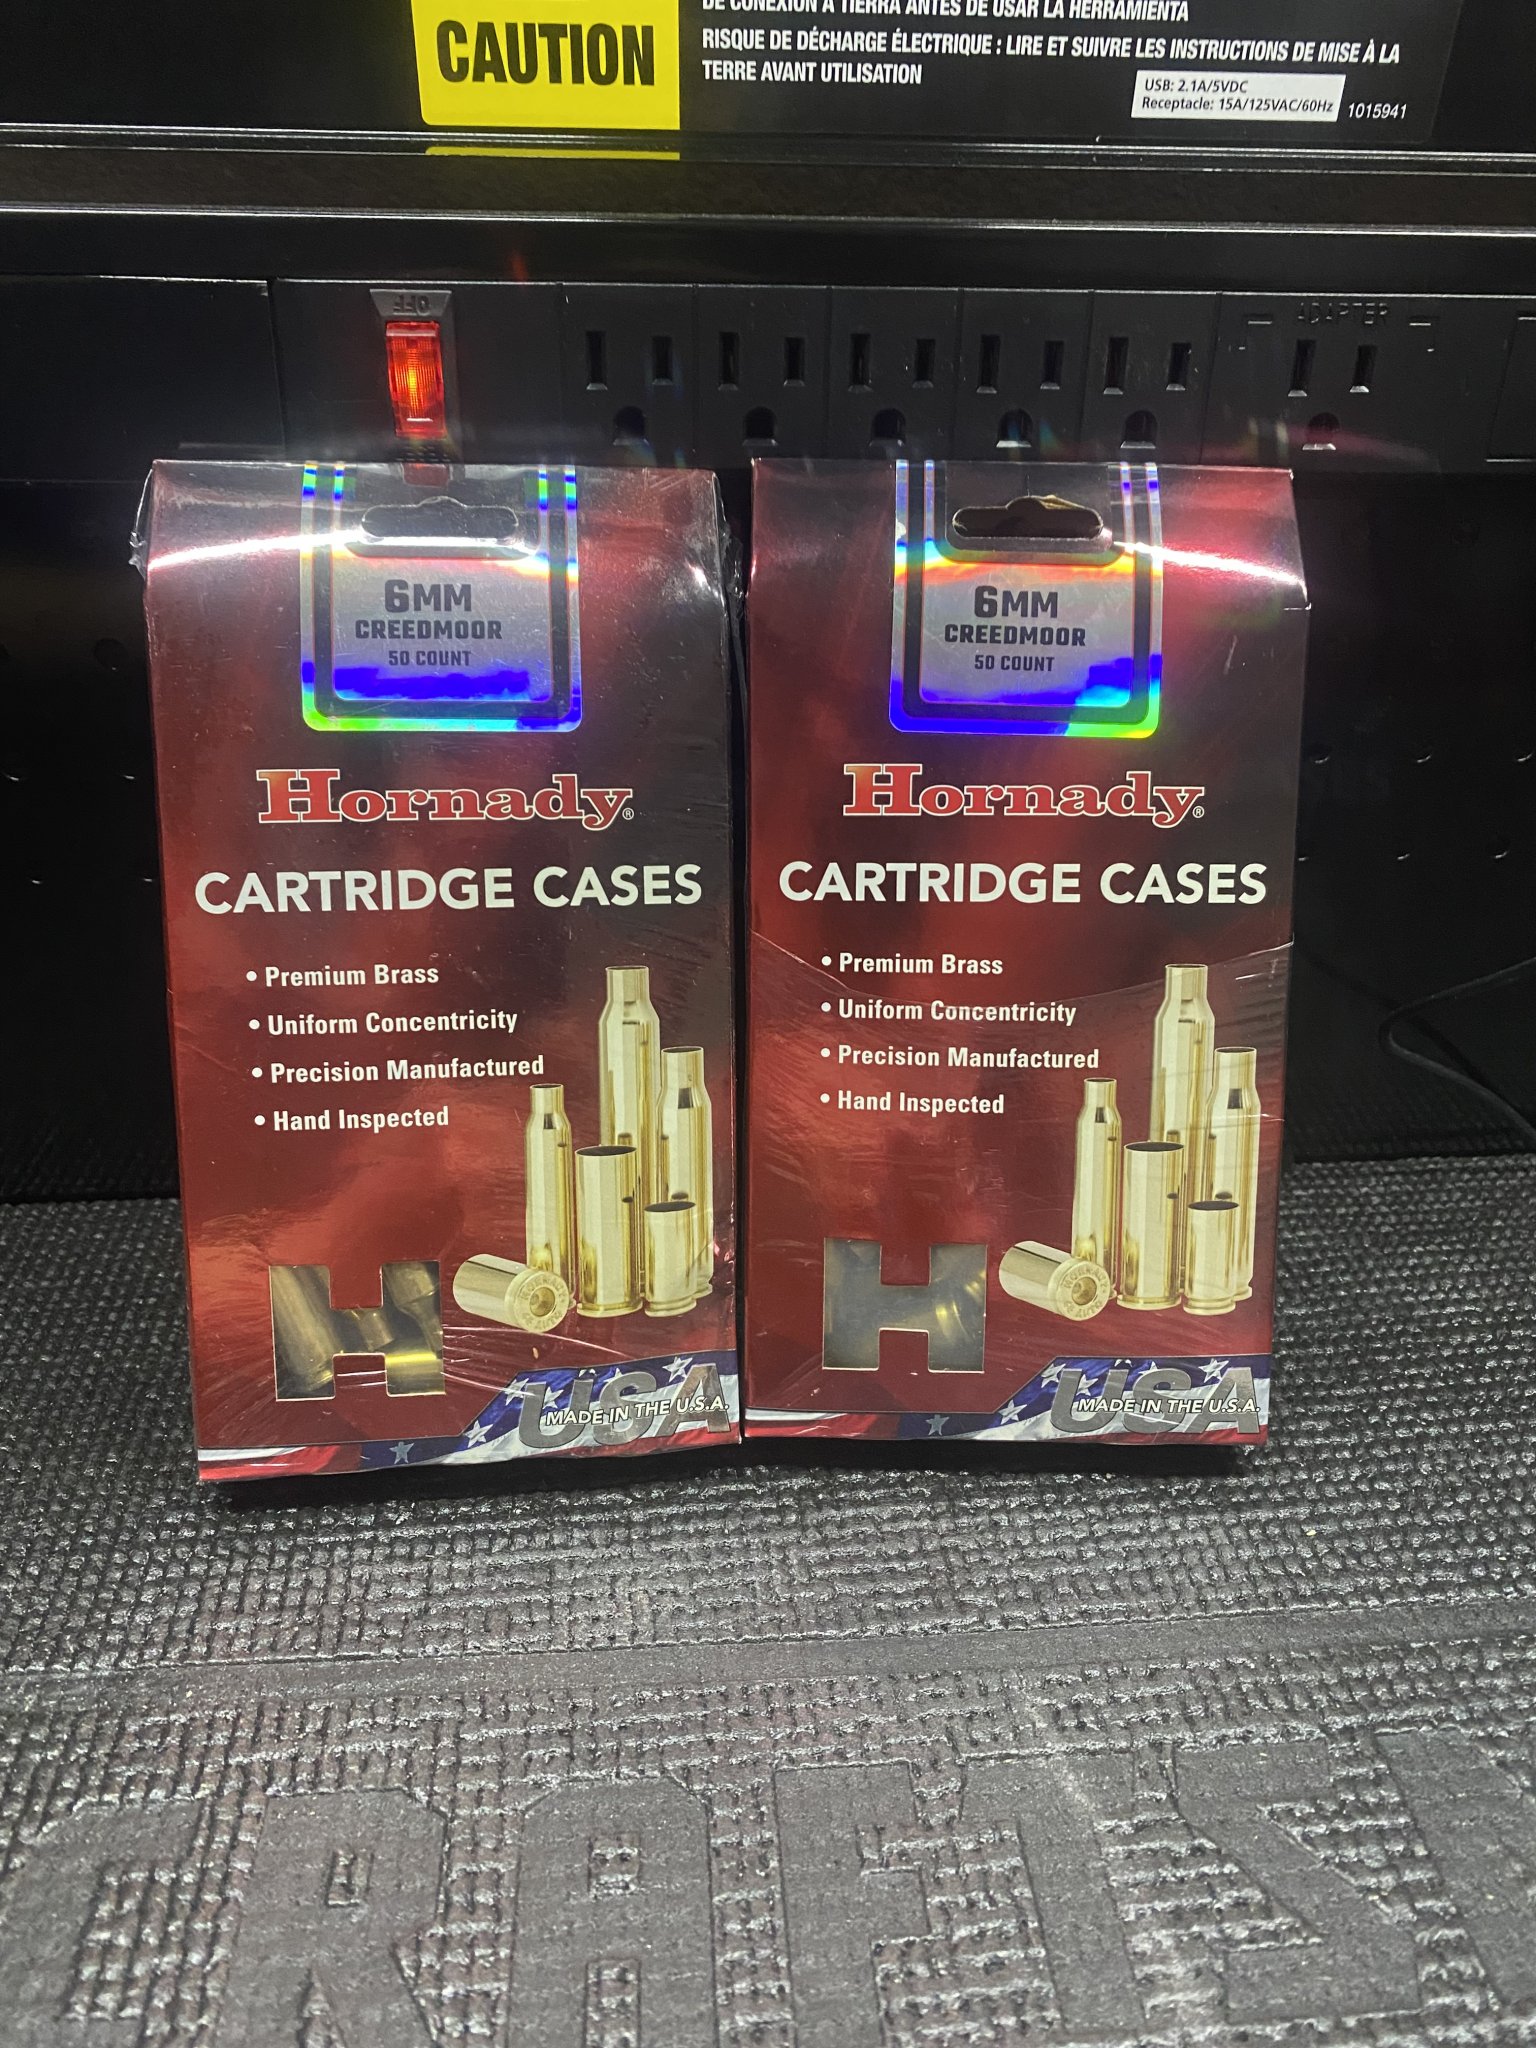 DE CONEXIÓN A TIERRA ANTES DE USAR LA HERRAMIENTA
CAUTION
RISQUE DE DÉCHARGE ÉLECTRIQUE : LIRE ET SUIVRE LES INSTRUCTIONS DE MISE À LA
TERRE AVANT UTILISATION
USB: 2.1A/5VDC
Receptacle: 15A/125VAC/60Hz
1015941
OFF
ADAPTER
6MM
CREEDMOOR
50 COUNT
Hornady®
CARTRIDGE CASES
• Premium Brass
• Uniform Concentricity
• Precision Manufactured
• Hand Inspected
USA
MADE IN THE U.S.A.
6MM
CREEDMOOR
50 COUNT
Hornady®
CARTRIDGE CASES
• Premium Brass
• Uniform Concentricity
• Precision Manufactured
• Hand Inspected
USA
MADE IN THE U.S.A.